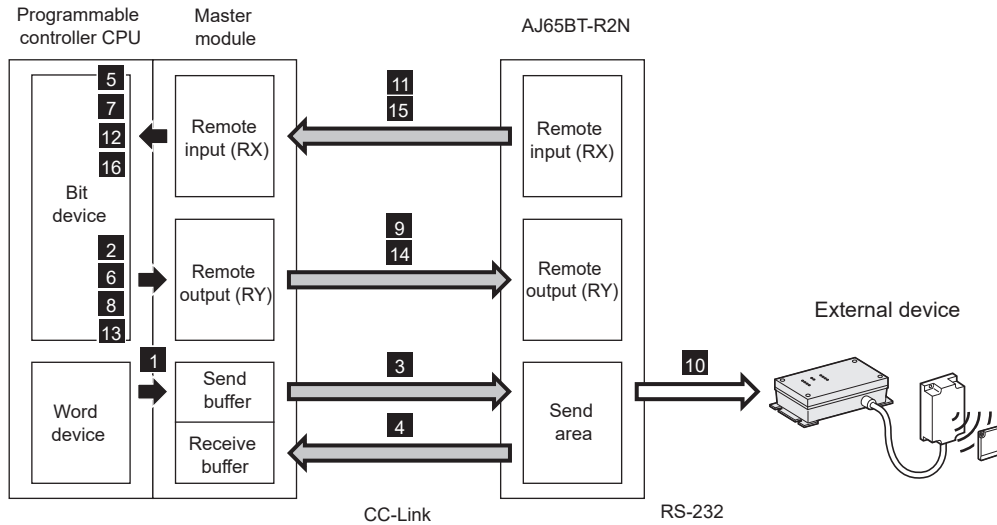 Programmable
controller CPU
Master
module
AJ65BT-R2N
5
7
12
16
Bit
device
2
6
8
13
Remote
input (RX)
11
15
Remote
input (RX)
Remote
output (RY)
9
14
Remote
output (RY)
External device
1
Word
device
Send
buffer
Receive
buffer
3
4
Send
area
10
CC-Link
RS-232